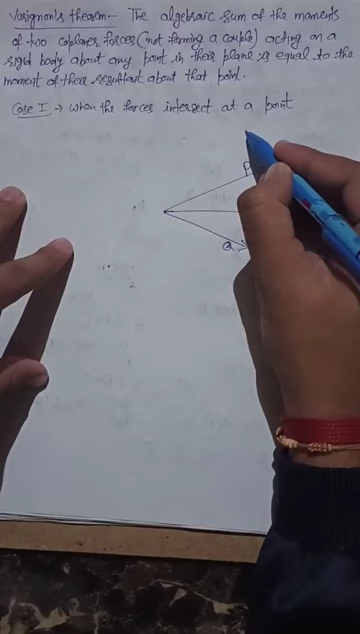 Varignon's theorem - The algebraic sum of the moments
of two coplanar forces (not forming a couple) acting on a
rigid body about any point in their plane is equal to the
moment of their resultant about that point.
Case I → When the forces intersect at a point
P
Q